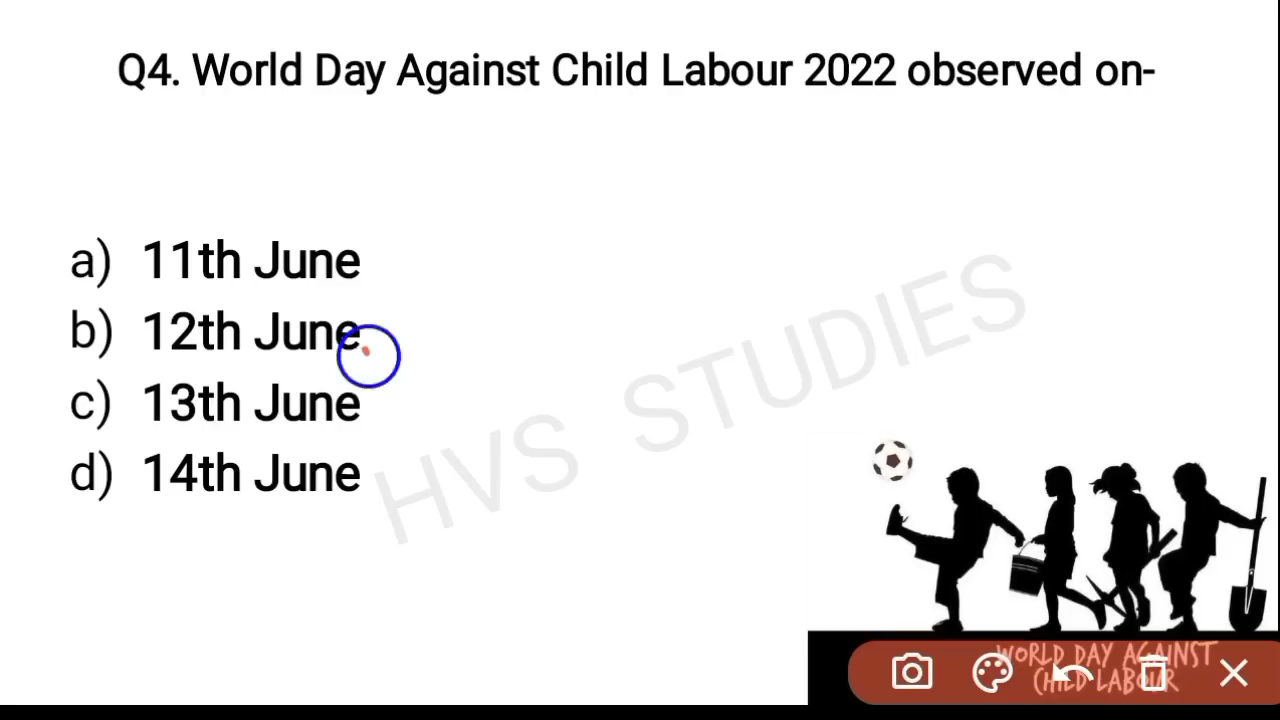 Q4. World Day Against Child Labour 2022 observed on-
a) 11th June
b) 12th June
c) 13th June
d) 14th June
HVS STUDIES
WORLD DAY AGAINST
CHILD LABOUR